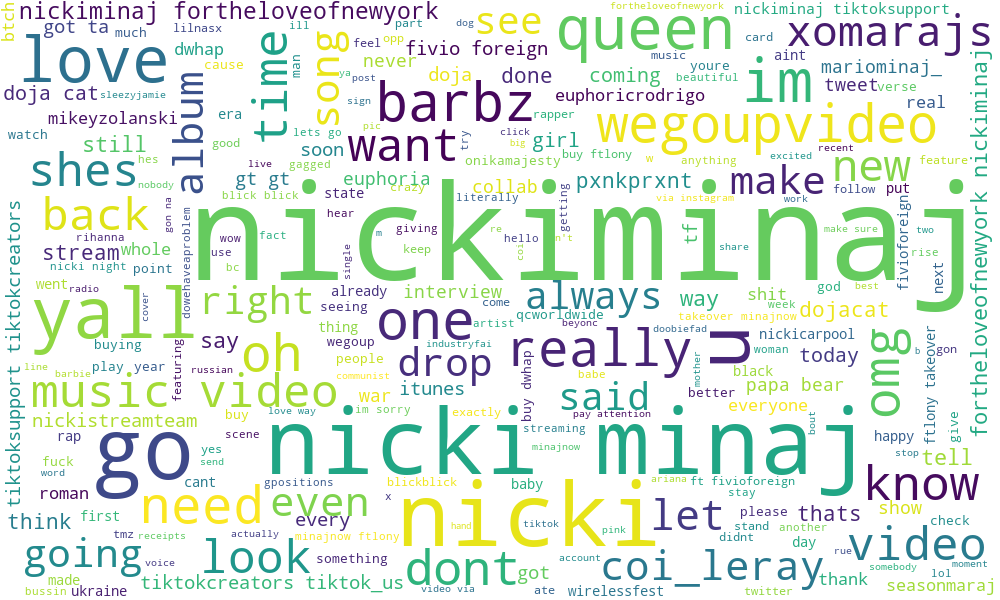 btch
nickiminaj fortheloveofnewyork
fortheloveofnewyork
nickiminaj tiktoksupport
love
got ta
much
lilnasx
ill
part
dog
see
queen
xomarajs
dwhap
time
man
song
fivio foreign
feel
opp
never
music
card
youre
beautiful
aint
mariominaj_
doja cat
sleezyjamie
cause
album
ya
post
doja
done
coming
tweet
verse
im
mikeyzolanski
era
sign
barbz
rapper
euphoricrodrigo
wegoupvideo
real
nickiminaj
watch
still
good
lets go
pic
want
try
click
big
girl
hes
soon
live
gagged
onikamajesty
buy ftlony
w
anything
excited
recent
new
feature
shes
nobody
gt gt
euphoria
collab
pxnkprxnt
make
follow
put
blick blick
state
crazy
literally
getting
via instagram
work
back
gon na
hear
giving
re
hello
n't
tf
share
make sure
two
fivioforeign
rihanna
wow
fact
m
keep
coi
stream
whole
use
single
nickiminaj
god
rise
next
nicki night
point
dowehaveaproblem
bc
seeing
come
interview
always
way
shit
best
went
radio
cover
already
artist
qcworldwide
beyonc
takeover minajnow
week
dojacat
yall
right
thing
wegoup
one
industryfai
doobiefad
nickicarpool
buying
say
oh
people
drop
really
u
woman
today
omg
b
gon
line
barbie
play year
featuring
russian
communist
war
itunes
babe
mother
black
papa bear
better
ftlony takeover
music video
buy dwhap
everyone
give
nickistreamteam
buy
love way
im sorry
exactly
said
pay attention
bout
happy
rap
scene
streaming
minajnow
stop
tiktoksupport tiktokcreators
go
yes
send
nicki minaj
tell
fuck
word
cant
gpositions
blickblick
baby
ariana
ft fivioforeign
stay
know
roman
need
even
x
nicki
let
please
thats
show
think
first
every
hand
tiktok
pink
stand
another
check
tmz
receipts
actually
minajnow ftlony
didnt
day
rue
video
going
voice
look
something
dont
got
account
coi_leray
somebody
lol
moment
made
bussin
ukraine
tiktokcreators tiktok_us
video via
ate
wirelessfest
twitter
thank
seasonmaraj
fortheloveofnewyork nickiminaj